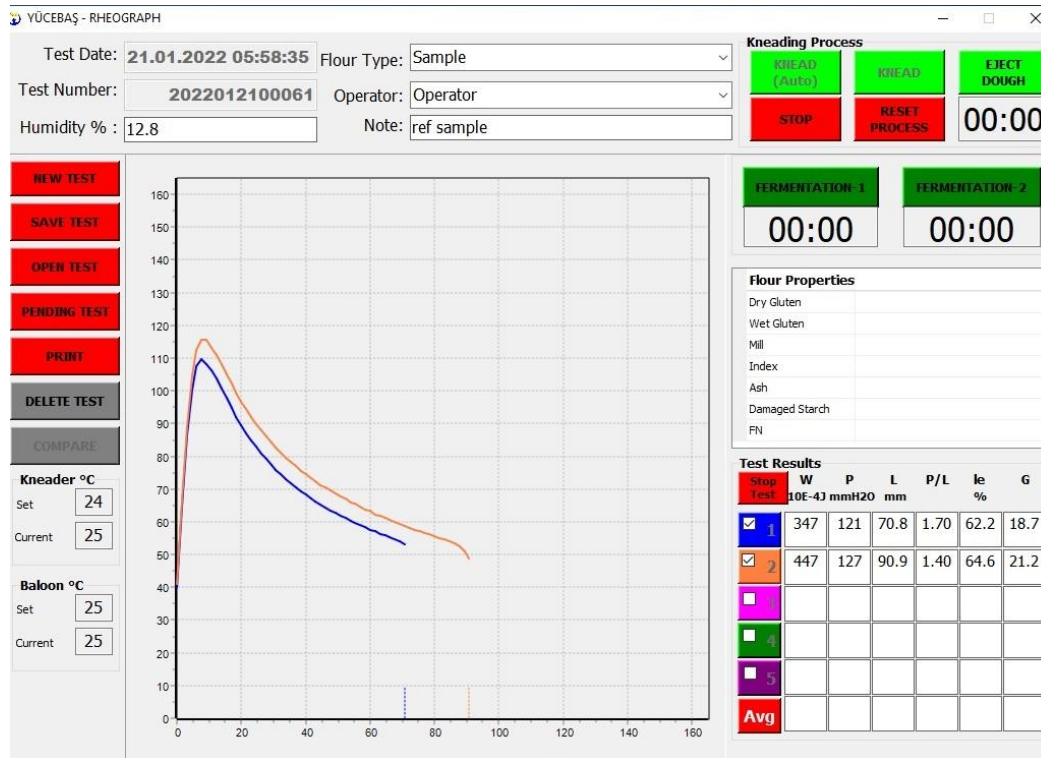 YÜCEBAŞ - RHEOGRAPH
Test Date: 21.01.2022 05:58:35 Flour Type: Sample
Test Number: 2022012100061 Operator: Operator
Humidity % : 12.8 Note: ref sample
Kneading Process
KNEAD (Auto) KNEAD EJECT DOUGH
STOP RESET PROCESS 00:00
NEW TEST
SAVE TEST
OPEN TEST
PENDING TEST
PRINT
DELETE TEST
COMPARE
Kneader °C
Set 24
Current 25
Baloon °C
Set 25
Current 25
160
150
140
130
120
110
100
90
80
70
60
50
40
30
20
10
0
0 20 40 60 80 100 120 140 160
FERMENTATION-1 FERMENTATION-2
00:00 00:00
Flour Properties
Dry Gluten
Wet Gluten
Mill
Index
Ash
Damaged Starch
FN
Test Results
Stop Test W P L P/L Ie G
10E-4J mmH2O mm %
1 347 121 70.8 1.70 62.2 18.7
2 447 127 90.9 1.40 64.6 21.2
3
4
5
Avg